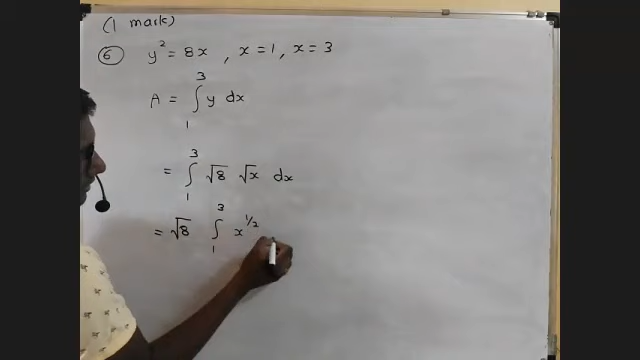 (1 mark)
⑥ y² = 8x , x = 1, x = 3
A = ∫₁³ y dx
= ∫₁³ √8 √x dx
= √8 ∫₁³ x^1/2